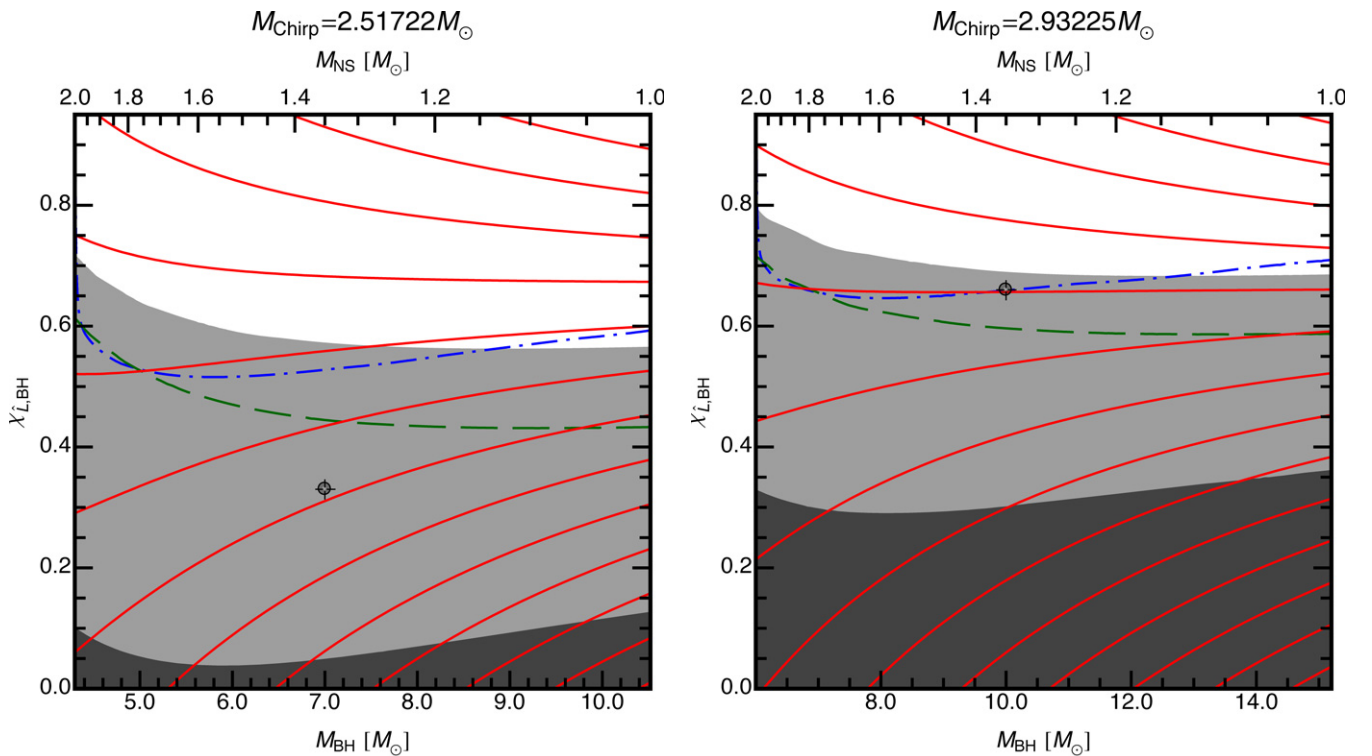 M_Chirp=2.51722M_⊙
M_NS [M_⊙]
2.0 1.8 1.6 1.4 1.2 1.0
0.8
0.6
0.4
0.2
0.0
χ_L̂,BH
5.0 6.0 7.0 8.0 9.0 10.0
M_BH [M_⊙]
M_Chirp=2.93225M_⊙
M_NS [M_⊙]
2.0 1.8 1.6 1.4 1.2 1.0
0.8
0.6
0.4
0.2
0.0
χ_L̂,BH
8.0 10.0 12.0 14.0
M_BH [M_⊙]